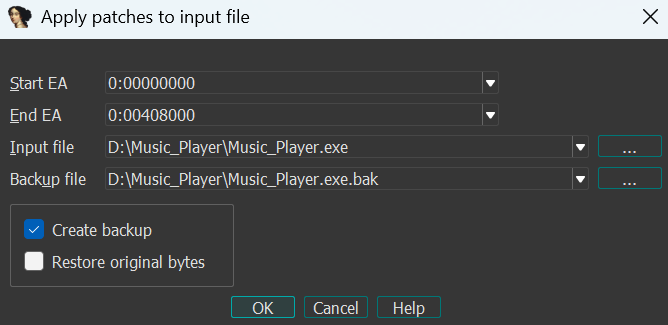 Apply patches to input file
Start EA 0:00000000
End EA 0:00408000
Input file D:\Music_Player\Music_Player.exe ...
Backup file D:\Music_Player\Music_Player.exe.bak ...
Create backup
Restore original bytes
OK Cancel Help